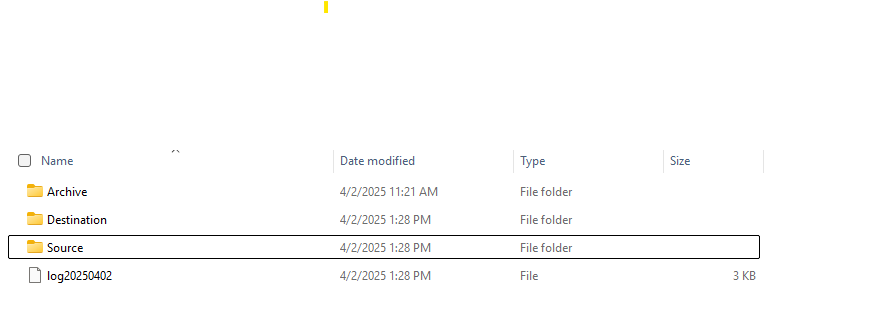 Name Date modified Type Size
Archive 4/2/2025 11:21 AM File folder
Destination 4/2/2025 1:28 PM File folder
Source 4/2/2025 1:28 PM File folder
log20250402 4/2/2025 1:28 PM File 3 KB